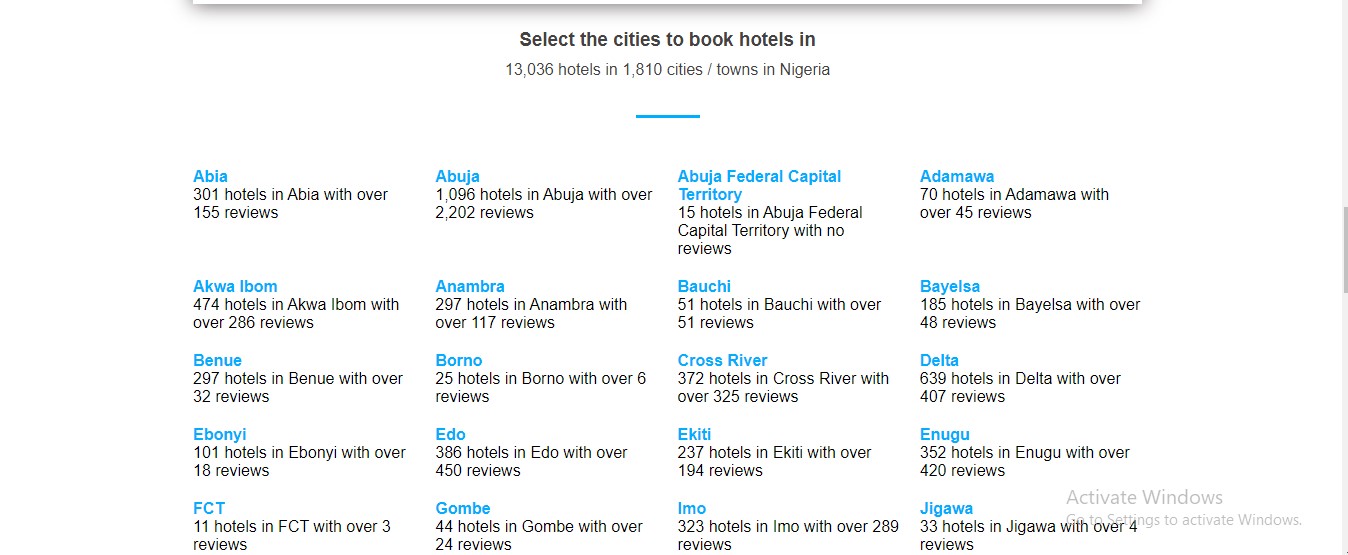 Select the cities to book hotels in
13,036 hotels in 1,810 cities / towns in Nigeria
Abia
301 hotels in Abia with over
155 reviews
Abuja
1,096 hotels in Abuja with over
2,202 reviews
Abuja Federal Capital
Territory
15 hotels in Abuja Federal
Capital Territory with no
reviews
Adamawa
70 hotels in Adamawa with
over 45 reviews
Akwa Ibom
474 hotels in Akwa Ibom with
over 286 reviews
Anambra
297 hotels in Anambra with
over 117 reviews
Bauchi
51 hotels in Bauchi with over
51 reviews
Bayelsa
185 hotels in Bayelsa with over
48 reviews
Benue
297 hotels in Benue with over
32 reviews
Borno
25 hotels in Borno with over 6
reviews
Cross River
372 hotels in Cross River with
over 325 reviews
Delta
639 hotels in Delta with over
407 reviews
Ebonyi
101 hotels in Ebonyi with over
18 reviews
Edo
386 hotels in Edo with over
450 reviews
Ekiti
237 hotels in Ekiti with over
194 reviews
Enugu
352 hotels in Enugu with over
420 reviews
FCT
11 hotels in FCT with over 3
reviews
Gombe
44 hotels in Gombe with over
24 reviews
Imo
323 hotels in Imo with over 289
reviews
Jigawa
33 hotels in Jigawa with over 4
reviews
Activate Windows
Go to Settings to activate Windows.